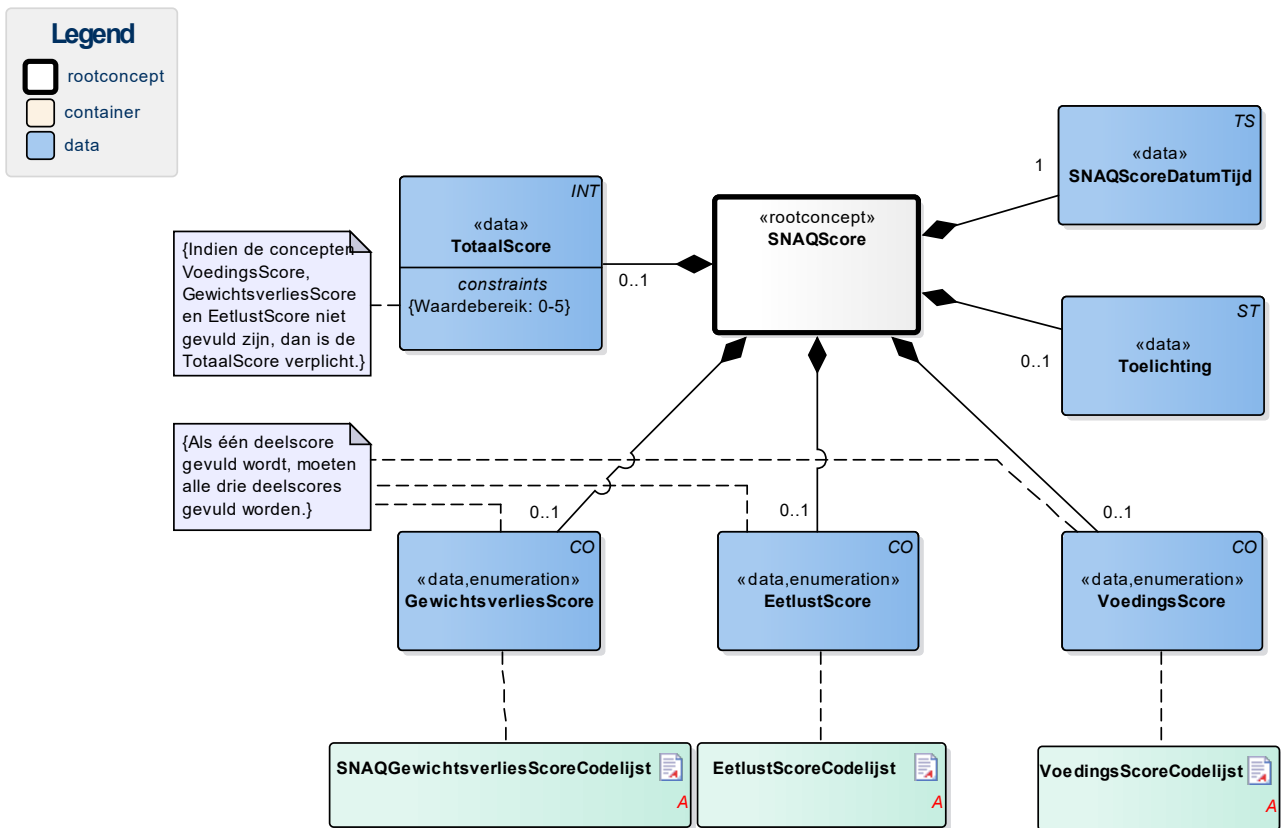 Legend
rootconcept
container
data
TS
«data»
SNAQScoreDatumTijd
1
INT
«data»
TotaalScore
constraints
{Waardebereik: 0-5}
0..1
«rootconcept»
SNAQScore
{Indien de concepten
VoedingsScore,
GewichtsverliesScore
en EetlustScore niet
gevuld zijn, dan is de
TotaalScore verplicht.}
ST
«data»
Toelichting
0..1
{Als één deelscore
gevuld wordt, moeten
alle drie deelscores
gevuld worden.}
0..1
0..1
0..1
CO
«data,enumeration»
GewichtsverliesScore
CO
«data,enumeration»
EetlustScore
CO
«data,enumeration»
VoedingsScore
SNAQGewichtsverliesScoreCodelijst
A
EetlustScoreCodelijst
A
VoedingsScoreCodelijst
A